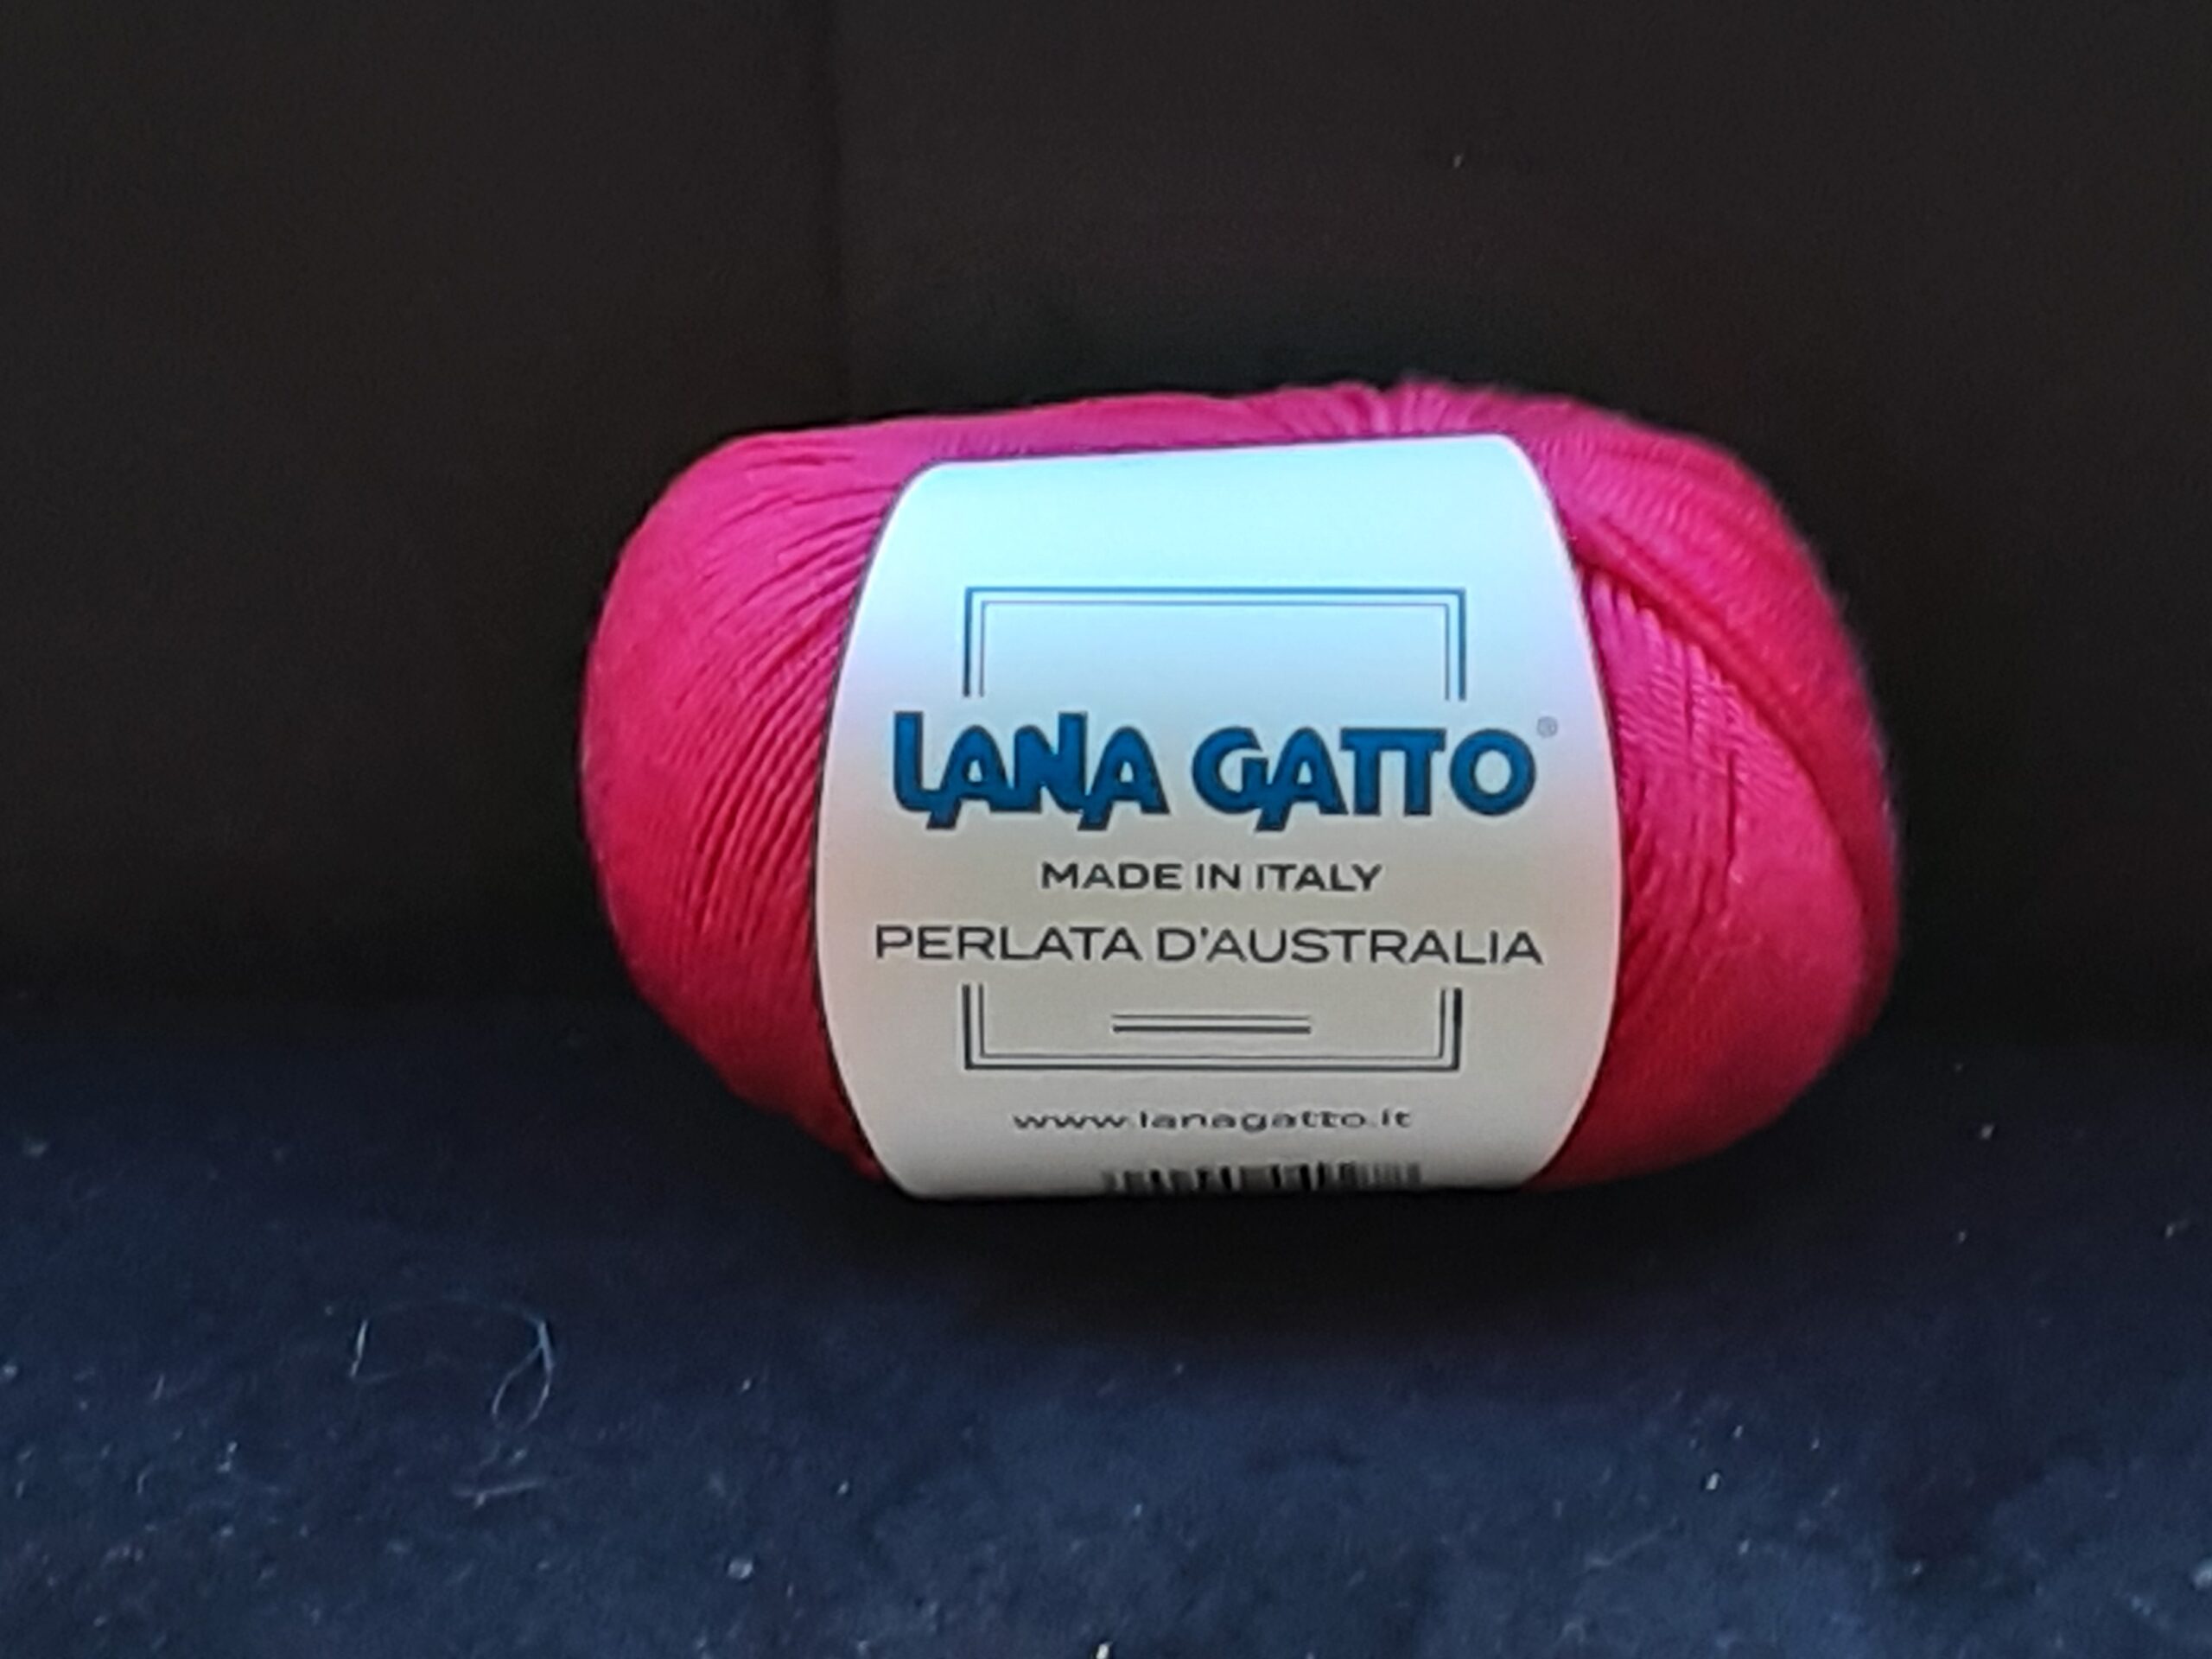 LANA GATTO®
MADE IN ITALY
PERLATA D'AUSTRALIA
www.lanagatto.it